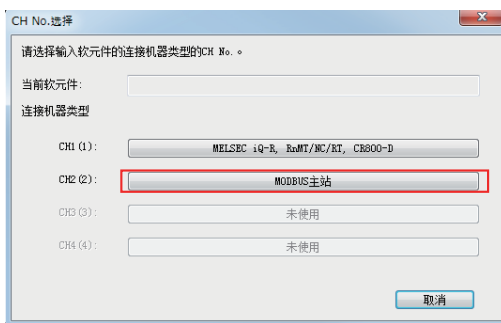 CH No.选择
请选择输入软元件的连接机器类型的CH No.。
当前软元件:
连接机器类型
CH1(1): MELSEC iQ-R, RnMT/NC/RT, CR800-D
CH2(2): MODBUS主站
CH3(3): 未使用
CH4(4): 未使用
取消